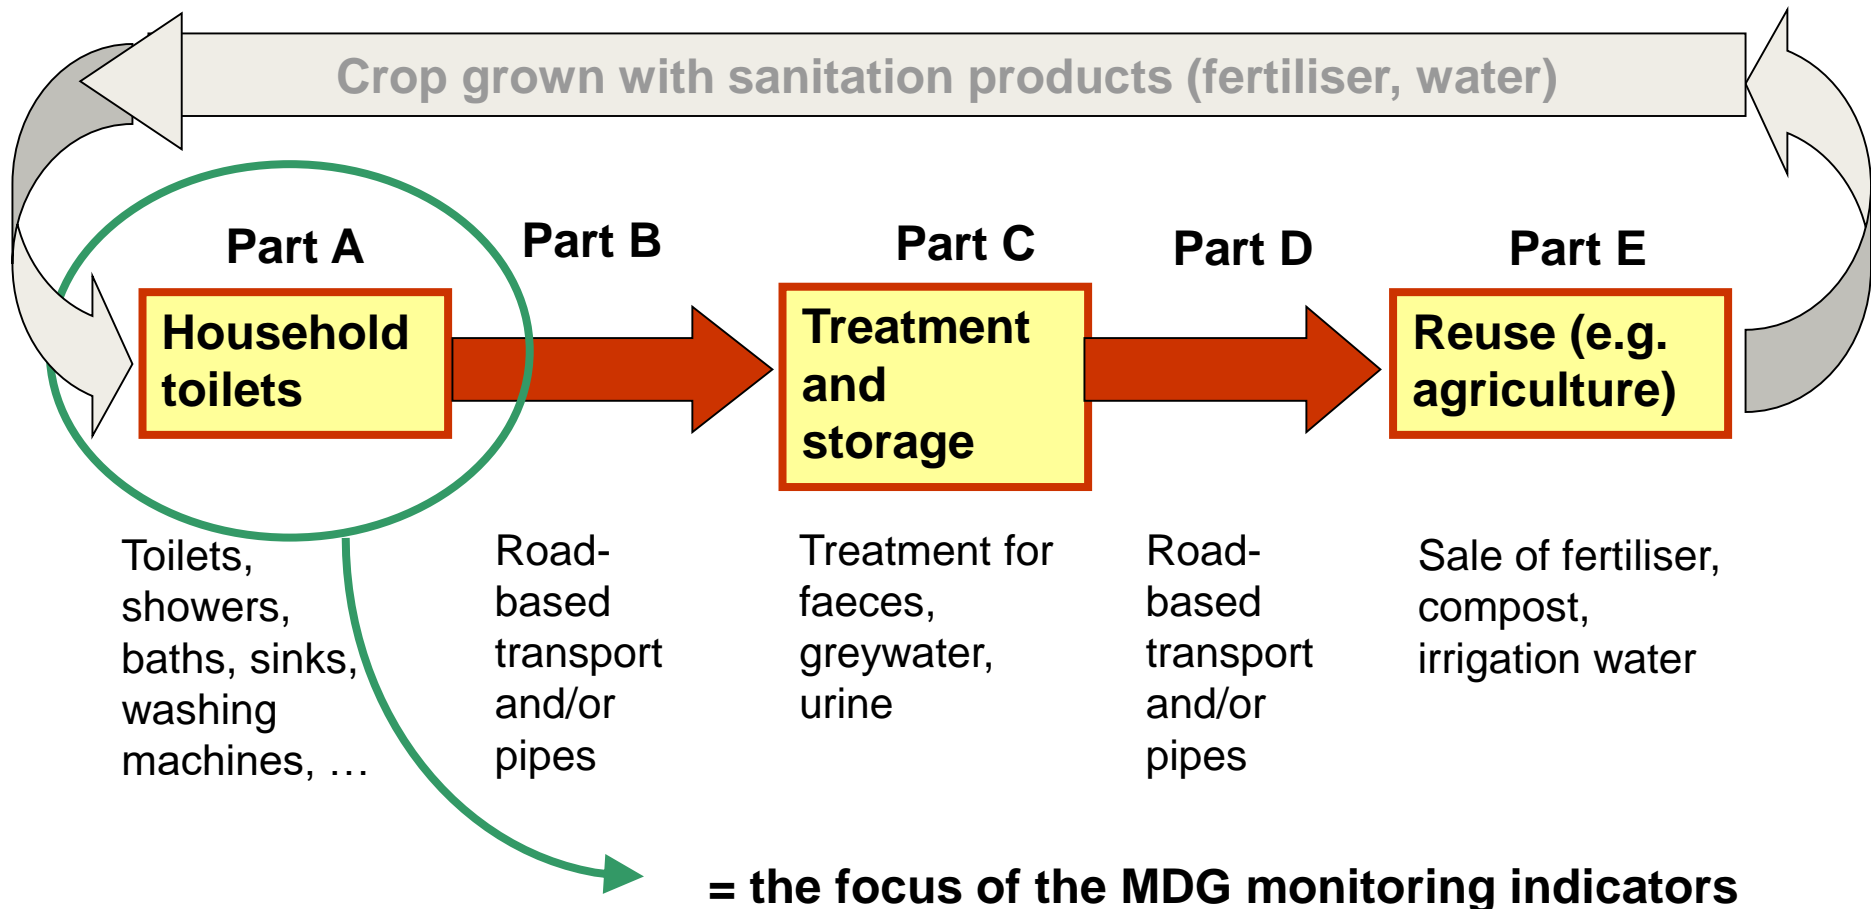 Crop grown with sanitation products (fertiliser, water)
Part A
Part B
Part C
Part D
Part E
Household
toilets
Treatment
and
storage
Reuse (e.g.
agriculture)
Toilets,
showers,
baths, sinks,
washing
machines, …
Road-
based
transport
and/or
pipes
Treatment for
faeces,
greywater,
urine
Road-
based
transport
and/or
pipes
Sale of fertiliser,
compost,
irrigation water
= the focus of the MDG monitoring indicators